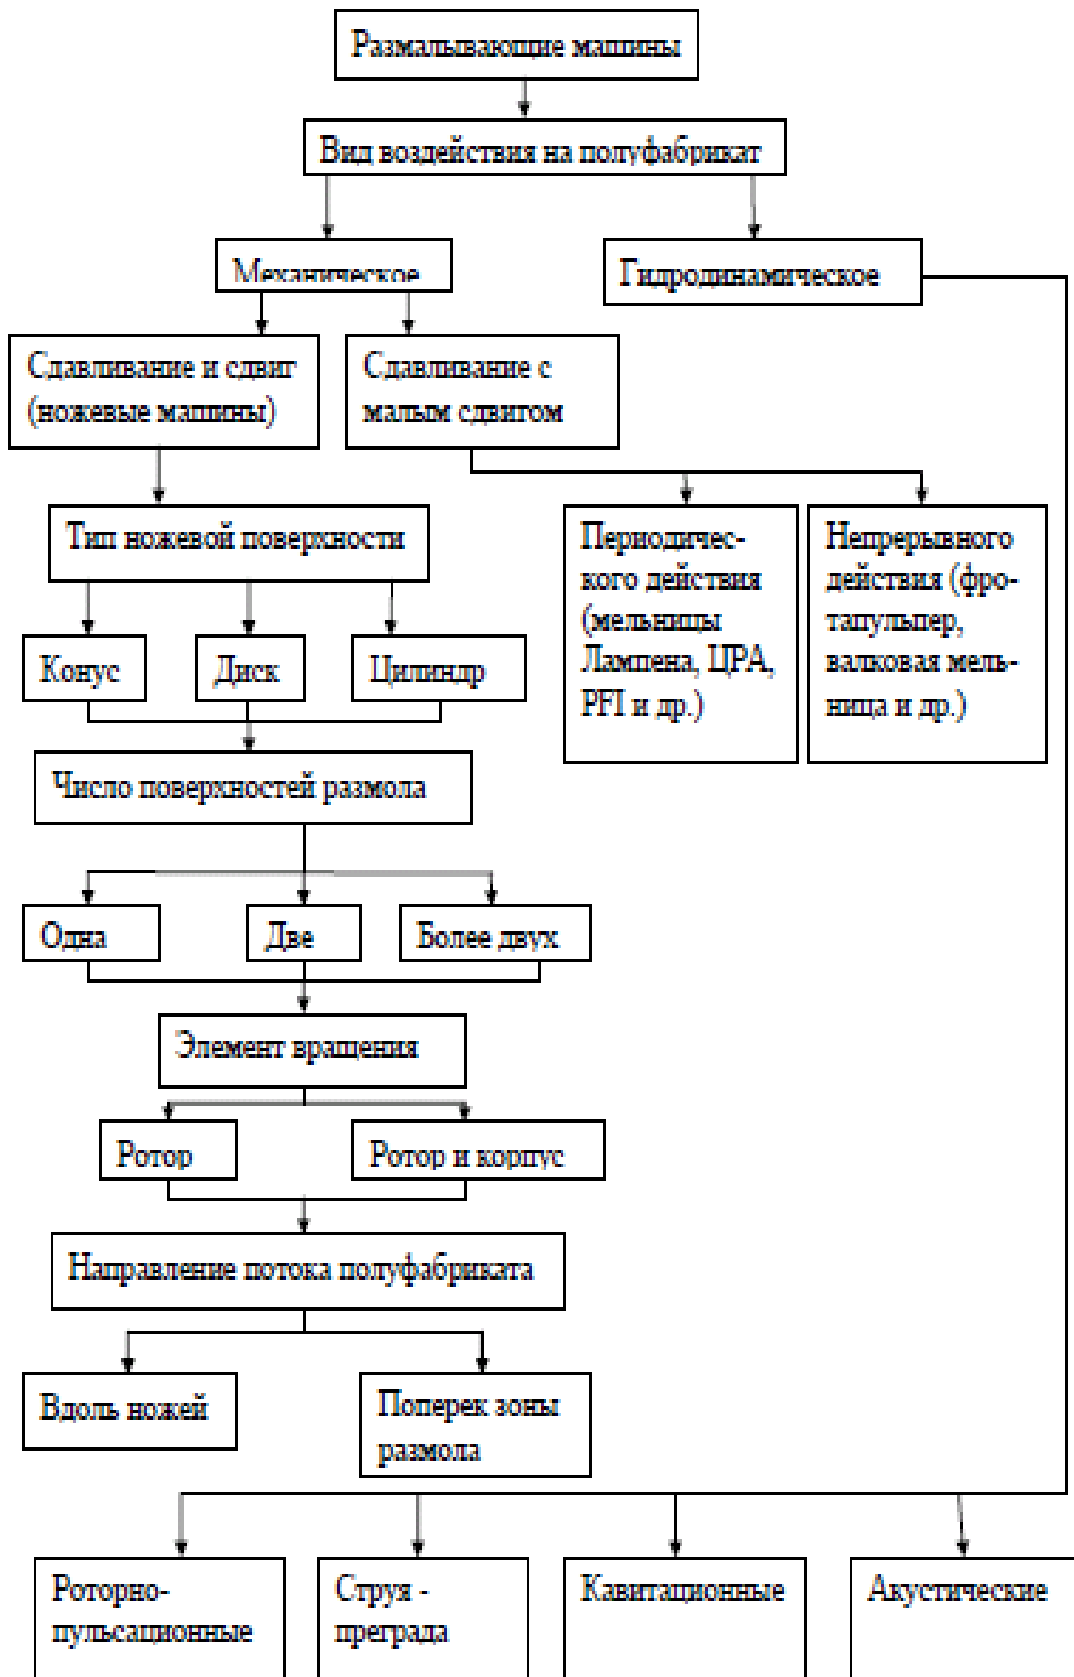 Размалывающие машины
Вид воздействия на полуфабрикат
Механическое
Гидродинамическое
Сдавливание и сдвиг
(ножевые машины)
Сдавливание с
малым сдвигом
Тип ножевой поверхности
Периодичес-
кого действия
(мельницы
Лампена, ЦРА,
PFI и др.)
Непрерывного
действия (фро-
тапульпер,
валковая мель-
ница и др.)
Конус
Диск
Цилиндр
Число поверхностей размола
Одна
Две
Более двух
Элемент вращения
Ротор
Ротор и корпус
Направление потока полуфабриката
Вдоль ножей
Поперек зоны
размола
Роторно-
пульсационные
Струя -
преграда
Кавитационные
Акустические